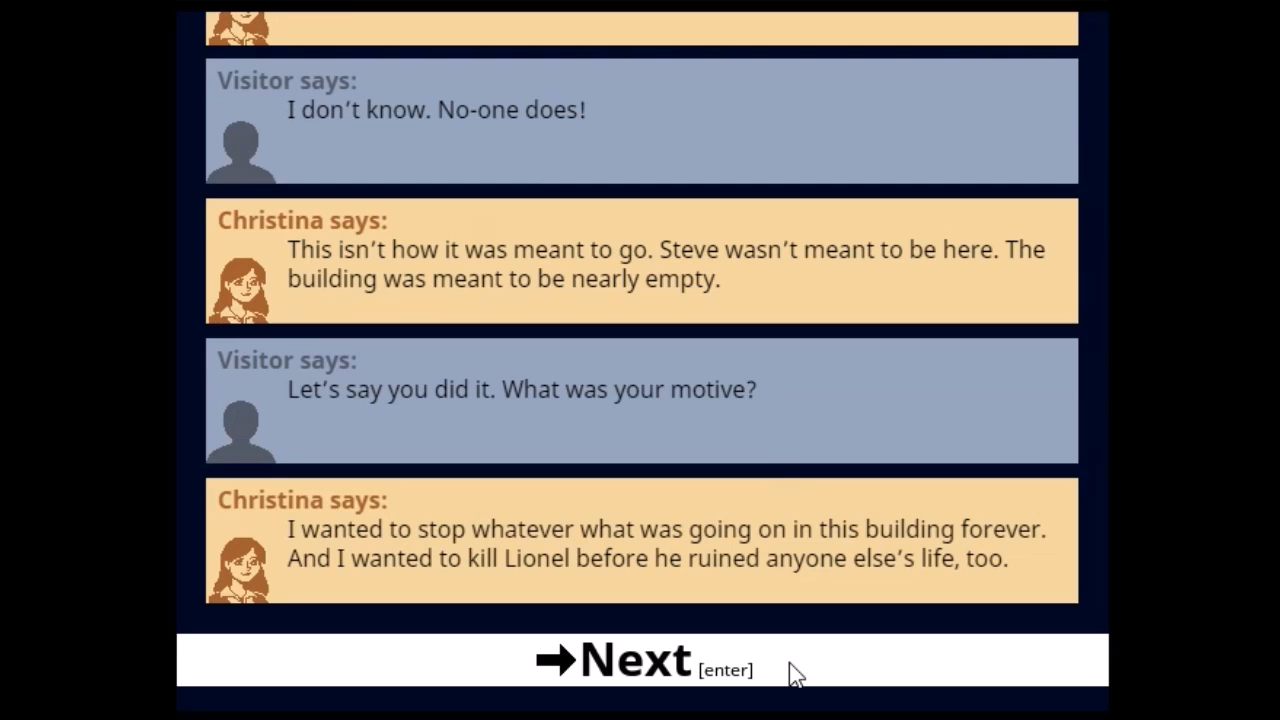 Visitor says:
I don’t know. No-one does!
Christina says:
This isn’t how it was meant to go. Steve wasn’t meant to be here. The
building was meant to be nearly empty.
Visitor says:
Let’s say you did it. What was your motive?
Christina says:
I wanted to stop whatever what was going on in this building forever.
And I wanted to kill Lionel before he ruined anyone else’s life, too.
➡Next [enter]